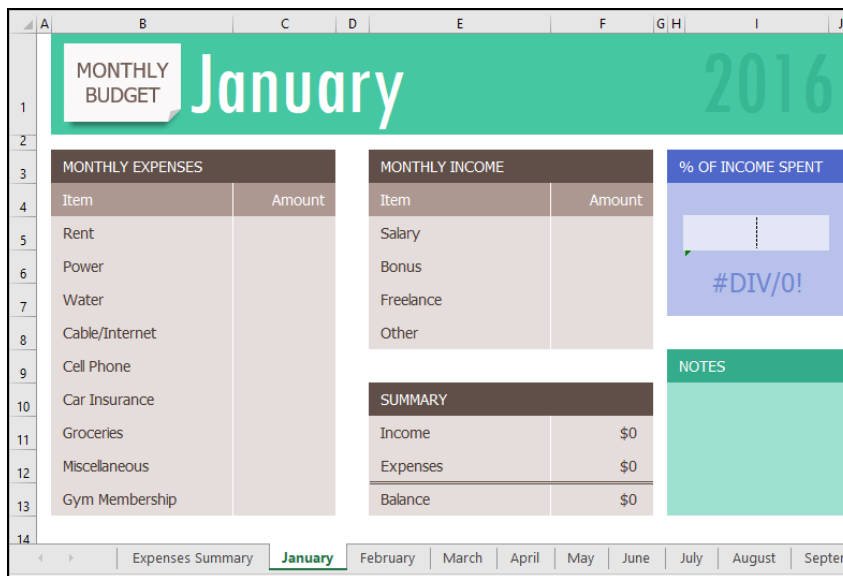 A B C D E F G H I J
1
MONTHLY
BUDGET
January
2016
2
3 MONTHLY EXPENSES MONTHLY INCOME % OF INCOME SPENT
4 Item Amount Item Amount
5 Rent Salary
6 Power Bonus
#DIV/0!
7 Water Freelance
8 Cable/Internet Other
9 Cell Phone NOTES
10 Car Insurance SUMMARY
11 Groceries Income $0
12 Miscellaneous Expenses $0
13 Gym Membership Balance $0
14
Expenses Summary January February March April May June July August Septer